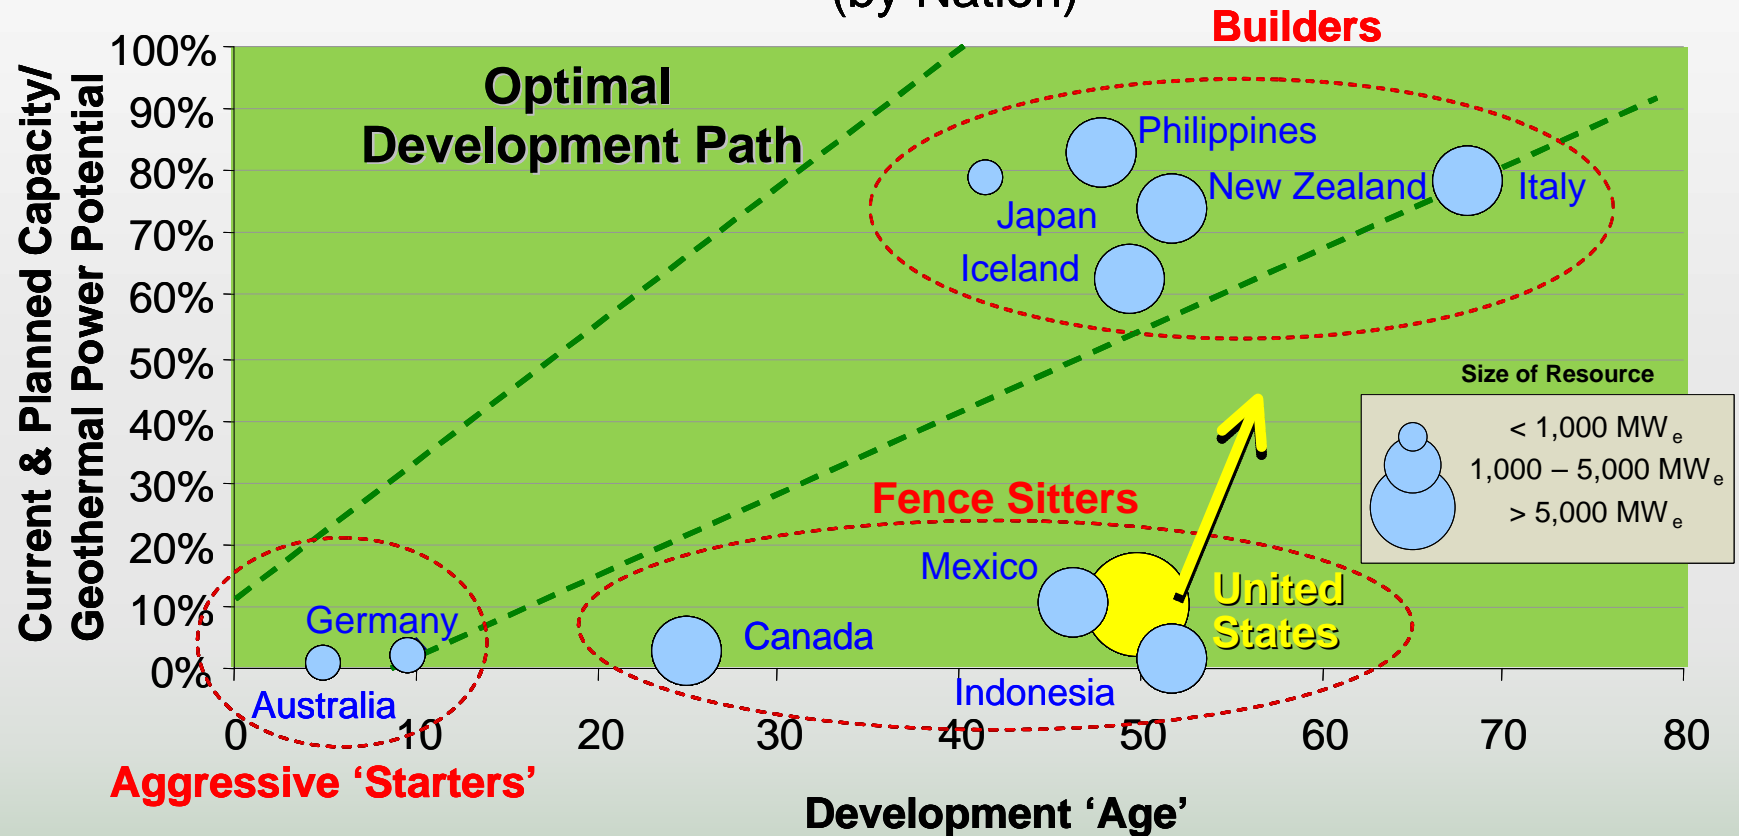 (by Nation)
Builders
Current & Planned Capacity/
Geothermal Power Potential
100%
90%
80%
70%
60%
50%
40%
30%
20%
10%
0%
Optimal
Development Path
Philippines
New Zealand
Italy
Japan
Iceland
Size of Resource
< 1,000 MWe
1,000 – 5,000 MWe
> 5,000 MWe
Fence Sitters
Mexico
United
States
Germany
Canada
Indonesia
Australia
0 10 20 30 40 50 60 70 80
Aggressive ‘Starters’
Development ‘Age’